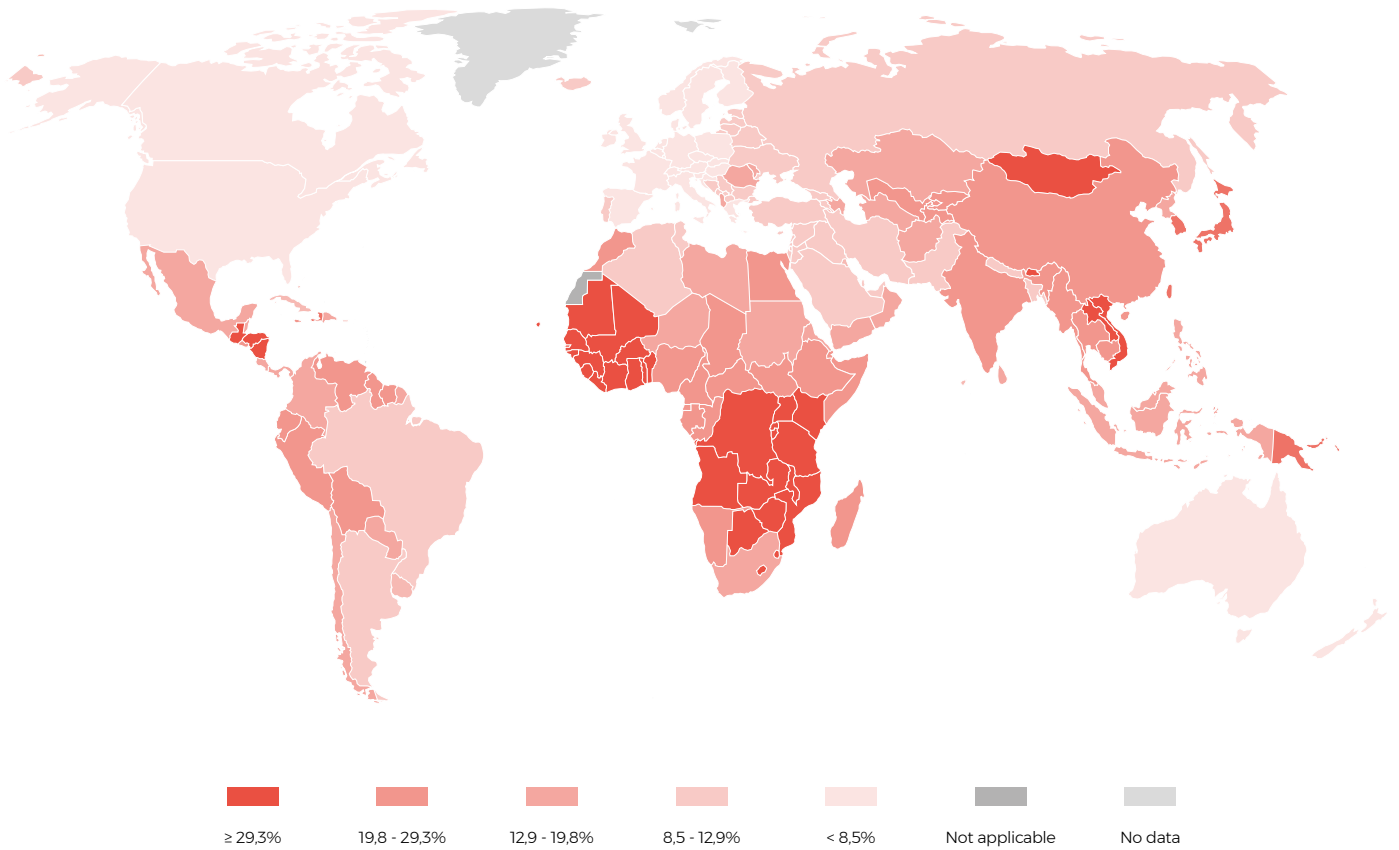 ≥ 29,3%
19,8 - 29,3%
12,9 - 19,8%
8,5 - 12,9%
< 8,5%
Not applicable
No data